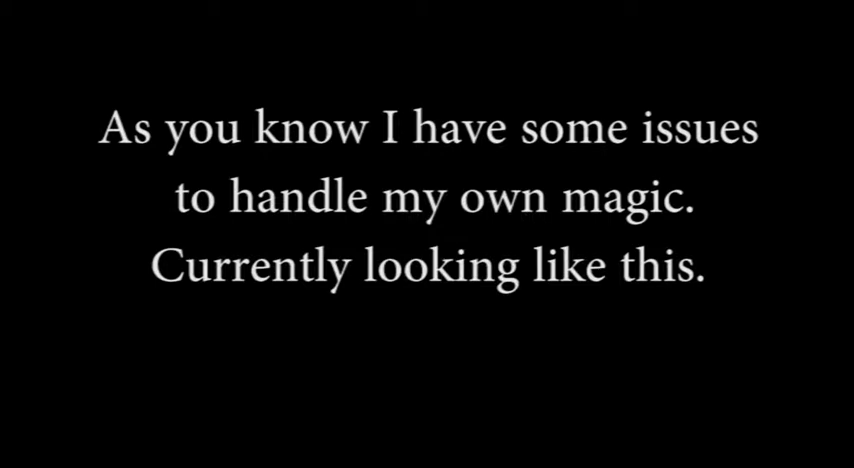 As you know I have some issues
to handle my own magic.
Currently looking like this.